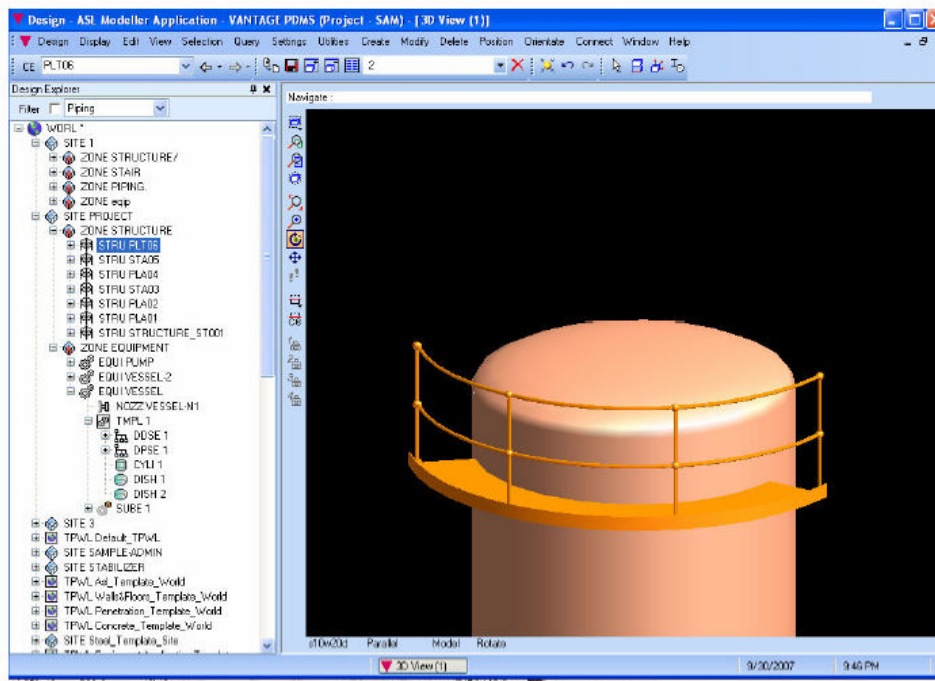 Design - ASL Modeller Application - VANTAGE PDMS (Project - SAM) - [3D View (1)]
Design Display Edit View Selection Query Settings Utilities Create Modify Delete Position Orientate Connect Window Help
CE PLT06 2
Design Explorer
Navigate :
Filter Piping
WORL *
SITE 1
ZONE STRUCTURE/
ZONE STAIR
ZONE PIPING.
ZONE eqip
SITE PROJECT
ZONE STRUCTURE
STRU PLT06
STRU STA05
STRU PLA04
STRU STA03
STRU PLA02
STRU PLA01
STRU STRUCTURE_ST001
ZONE EQUIPMENT
EQUI PUMP
EQUI VESSEL-2
EQUI VESSEL
NOZZ VESSEL-N1
TMPL 1
DDSE 1
DPSE 1
CYLI 1
DISH 1
DISH 2
SUBE 1
SITE 3
TPWL Default_TPWL
SITE SAMPLE-ADMIN
SITE STABILIZER
TPWL Asl_Template_World
TPWL Walls&Floors_Template_World
TPWL Penetration_Template_World
TPWL Concrete_Template_World
SITE Steel_Template_Site
s10w20d Parallel Model Rotate
3D View (1) 9/30/2007 9:46 PM